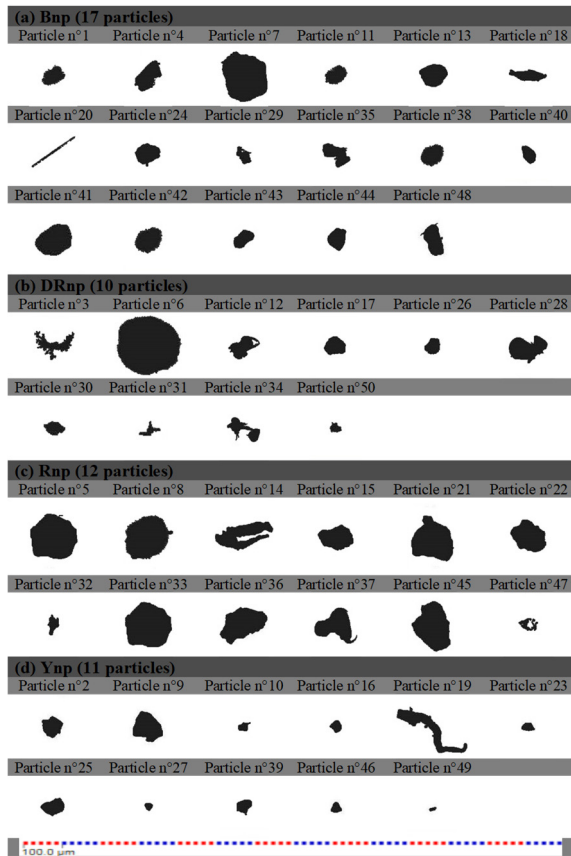 (a) Bnp (17 particles)
Particle n°1 Particle n°4 Particle n°7 Particle n°11 Particle n°13 Particle n°18
Particle n°20 Particle n°24 Particle n°29 Particle n°35 Particle n°38 Particle n°40
Particle n°41 Particle n°42 Particle n°43 Particle n°44 Particle n°48
(b) DRnp (10 particles)
Particle n°3 Particle n°6 Particle n°12 Particle n°17 Particle n°26 Particle n°28
Particle n°30 Particle n°31 Particle n°34 Particle n°50
(c) Rnp (12 particles)
Particle n°5 Particle n°8 Particle n°14 Particle n°15 Particle n°21 Particle n°22
Particle n°32 Particle n°33 Particle n°36 Particle n°37 Particle n°45 Particle n°47
(d) Ynp (11 particles)
Particle n°2 Particle n°9 Particle n°10 Particle n°16 Particle n°19 Particle n°23
Particle n°25 Particle n°27 Particle n°39 Particle n°46 Particle n°49
100.0 µm